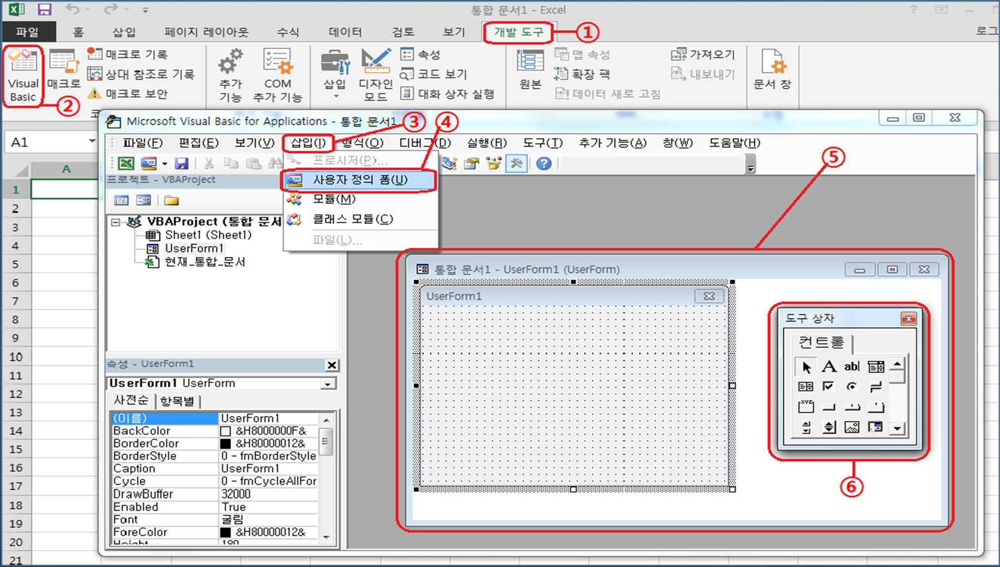 통합 문서1 - Excel
파일 홈 삽입 페이지 레이아웃 수식 데이터 검토 보기 개발 도구 ① 로그
Visual Basic
②
매크로
매크로 기록
상대 참조로 기록
매크로 보안
추가 기능
COM 추가 기능
삽입
디자인 모드
속성
코드 보기
대화 상자 실행
원본
맵 속성
확장 팩
데이터 새로 고침
가져오기
내보내기
문서 창
코
A1
A
1
2
3
4
5
6
7
8
9
10
11
12
13
14
15
16
17
18
19
20
21
Microsoft Visual Basic for Applications - 통합 문서1 ③ ④
파일(F) 편집(E) 보기(V) 삽입(I) 형식(O) 디버그(D) 실행(R) 도구(T) 추가 기능(A) 창(W) 도움말(H)
프로시저(P)...
사용자 정의 폼(U)
모듈(M)
클래스 모듈(C)
파일(L)...
⑤
프로젝트 - VBAProject
VBAProject (통합 문서
Sheet1 (Sheet1)
UserForm1
현재_통합_문서
속성 - UserForm1
UserForm1 UserForm
사전순 항목별
(이름) UserForm1
BackColor &H8000000F&
BorderColor &H80000012&
BorderStyle 0 - fmBorderStyle
Caption UserForm1
Cycle 0 - fmCycleAllFor
DrawBuffer 32000
Enabled True
Font 굴림
ForeColor &H80000012&
Height 180
통합 문서1 - UserForm1 (UserForm)
UserForm1
도구 상자
컨트롤
A ab|
xyz
⑥